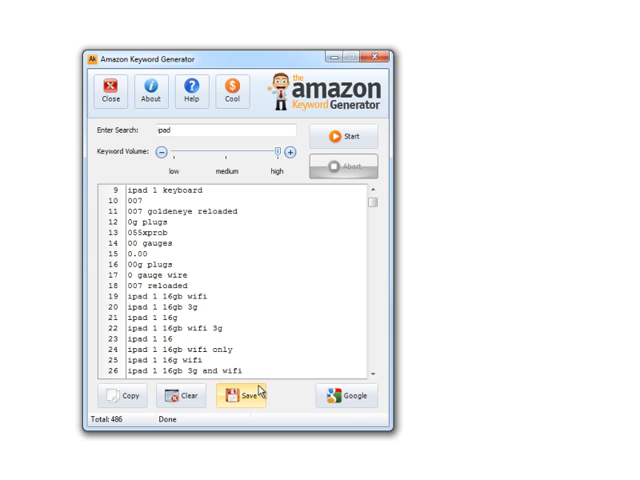 Ak Amazon Keyword Generator
Close About Help Cool
the
amazon
Keyword Generator
Enter Search: ipad
Start
Keyword Volume:
low medium high
Abort
9 ipad 1 keyboard
10 007
11 007 goldeneye reloaded
12 0g plugs
13 055xprob
14 00 gauges
15 0.00
16 00g plugs
17 0 gauge wire
18 007 reloaded
19 ipad 1 16gb wifi
20 ipad 1 16gb 3g
21 ipad 1 16g
22 ipad 1 16gb wifi 3g
23 ipad 1 16
24 ipad 1 16gb wifi only
25 ipad 1 16g wifi
26 ipad 1 16gb 3g and wifi
Copy Clear Save Google
Total: 486 Done